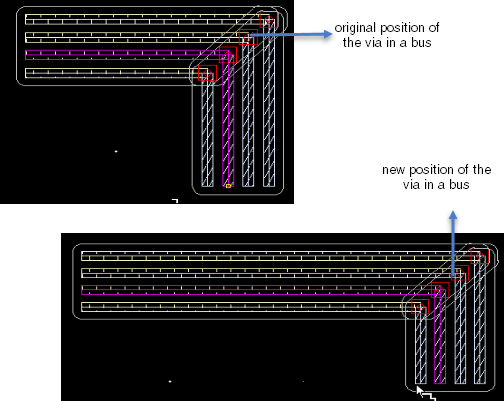 original position of
the via in a bus
new position of the
via in a bus